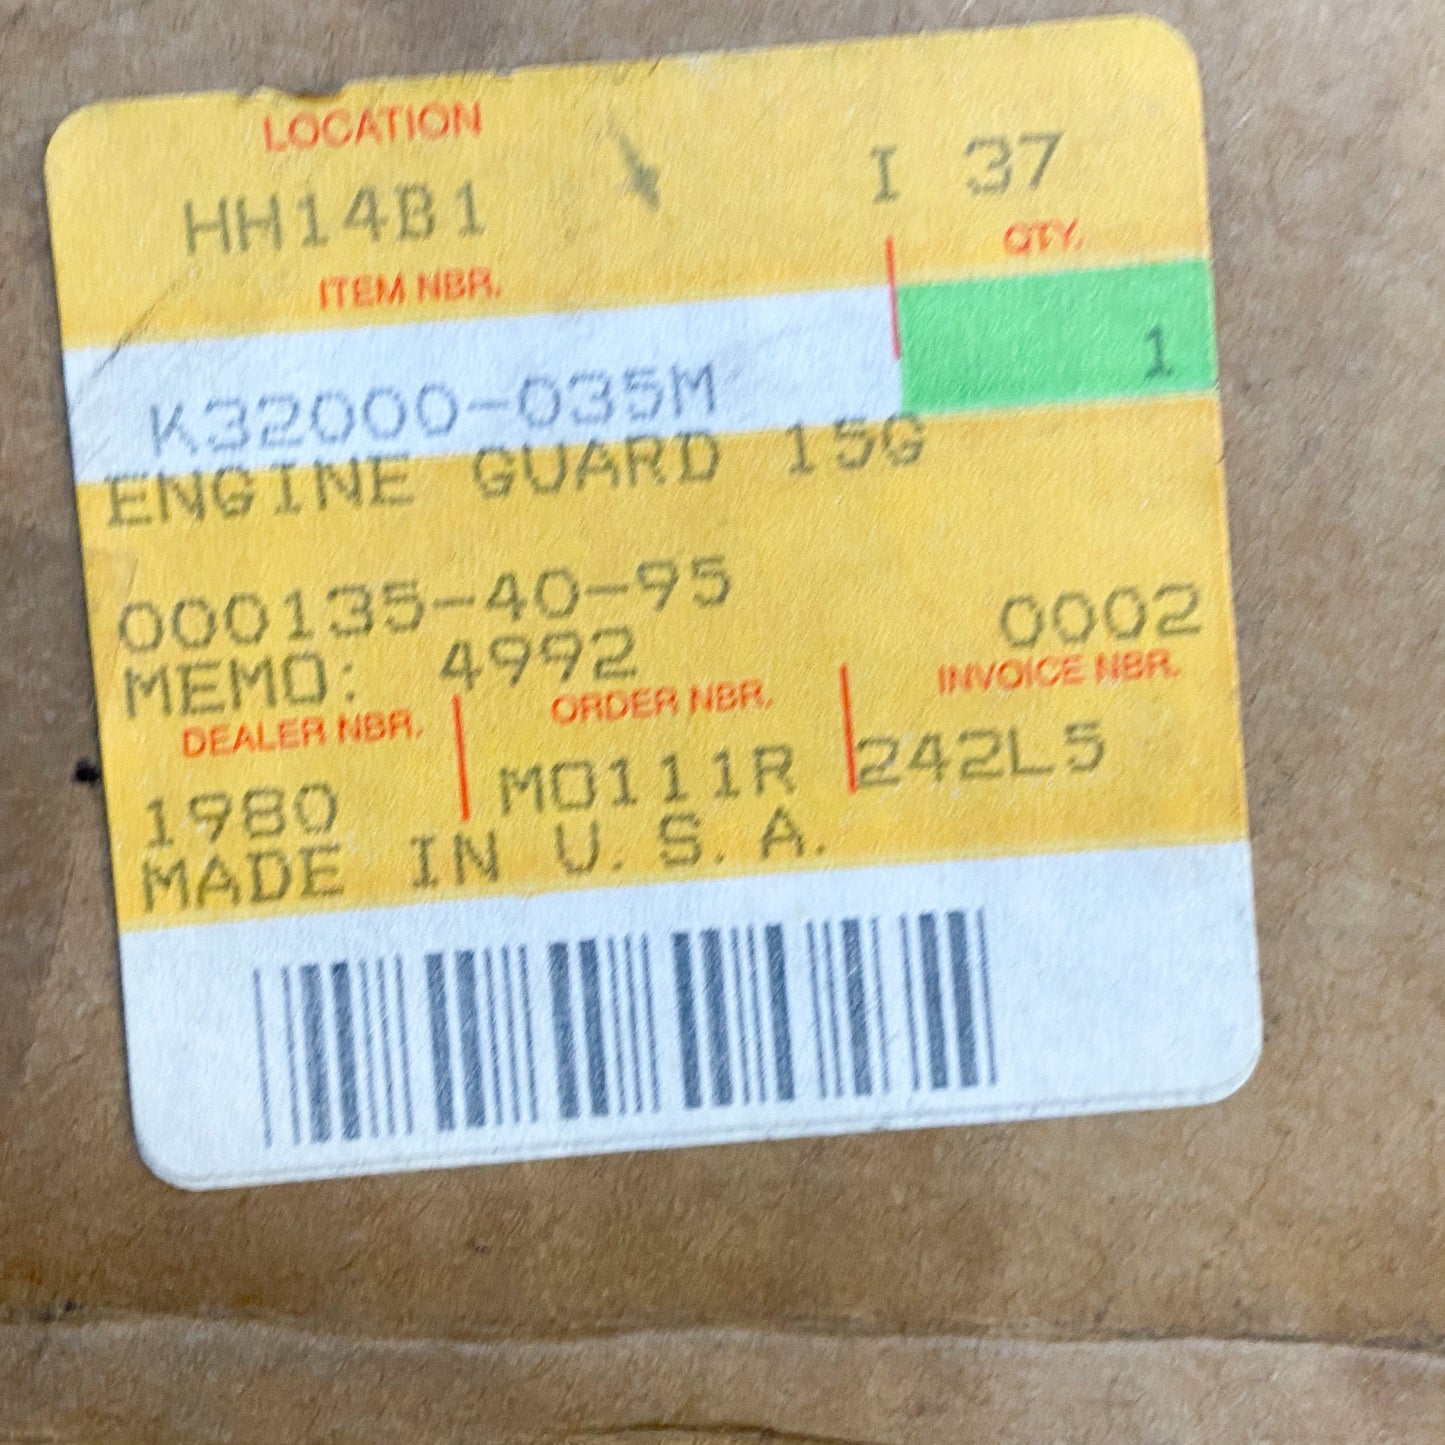 LOCATION
HH14B1 I 37
ITEM NBR. QTY.
K32000-035M 1
ENGINE GUARD 15G
000135-40-95 0002
MEMO: 4992
DEALER NBR. ORDER NBR. INVOICE NBR.
1980 M0111R 242L5
MADE IN U.S.A.